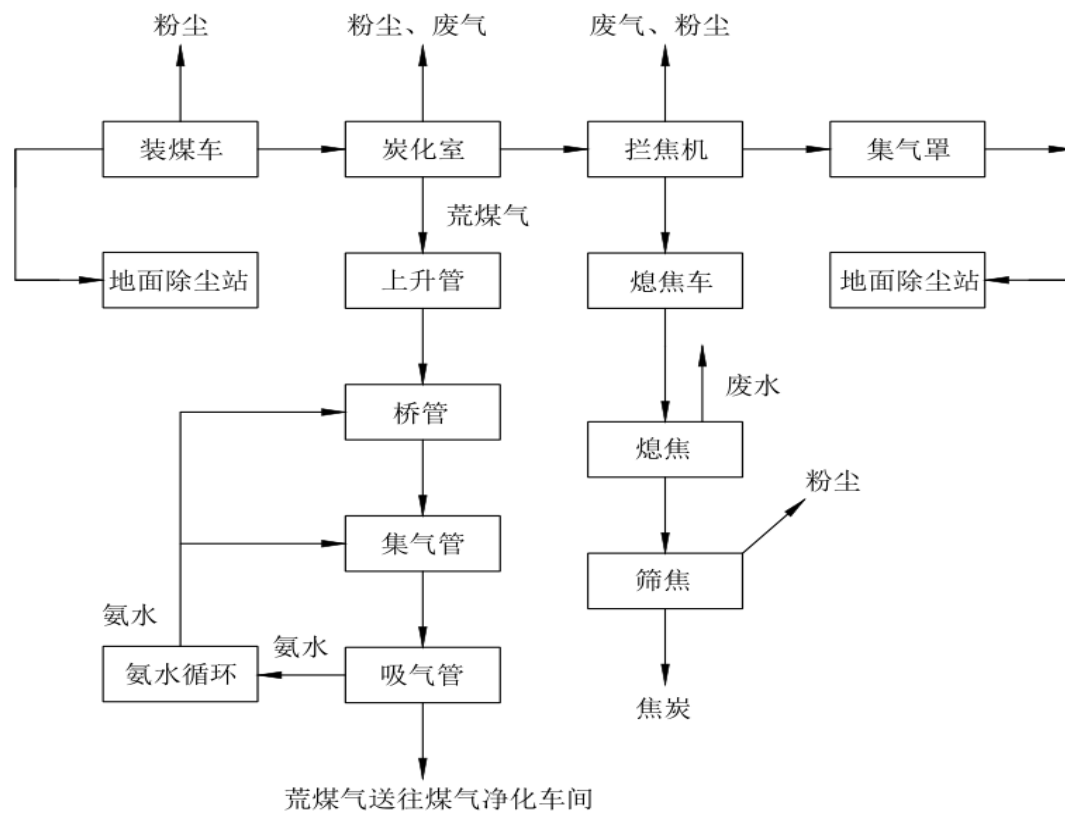 粉尘
粉尘、废气
废气、粉尘
装煤车
炭化室
拦焦机
集气罩
荒煤气
地面除尘站
上升管
熄焦车
地面除尘站
废水
桥管
熄焦
粉尘
集气管
筛焦
氨水
氨水
氨水循环
吸气管
焦炭
荒煤气送往煤气净化车间